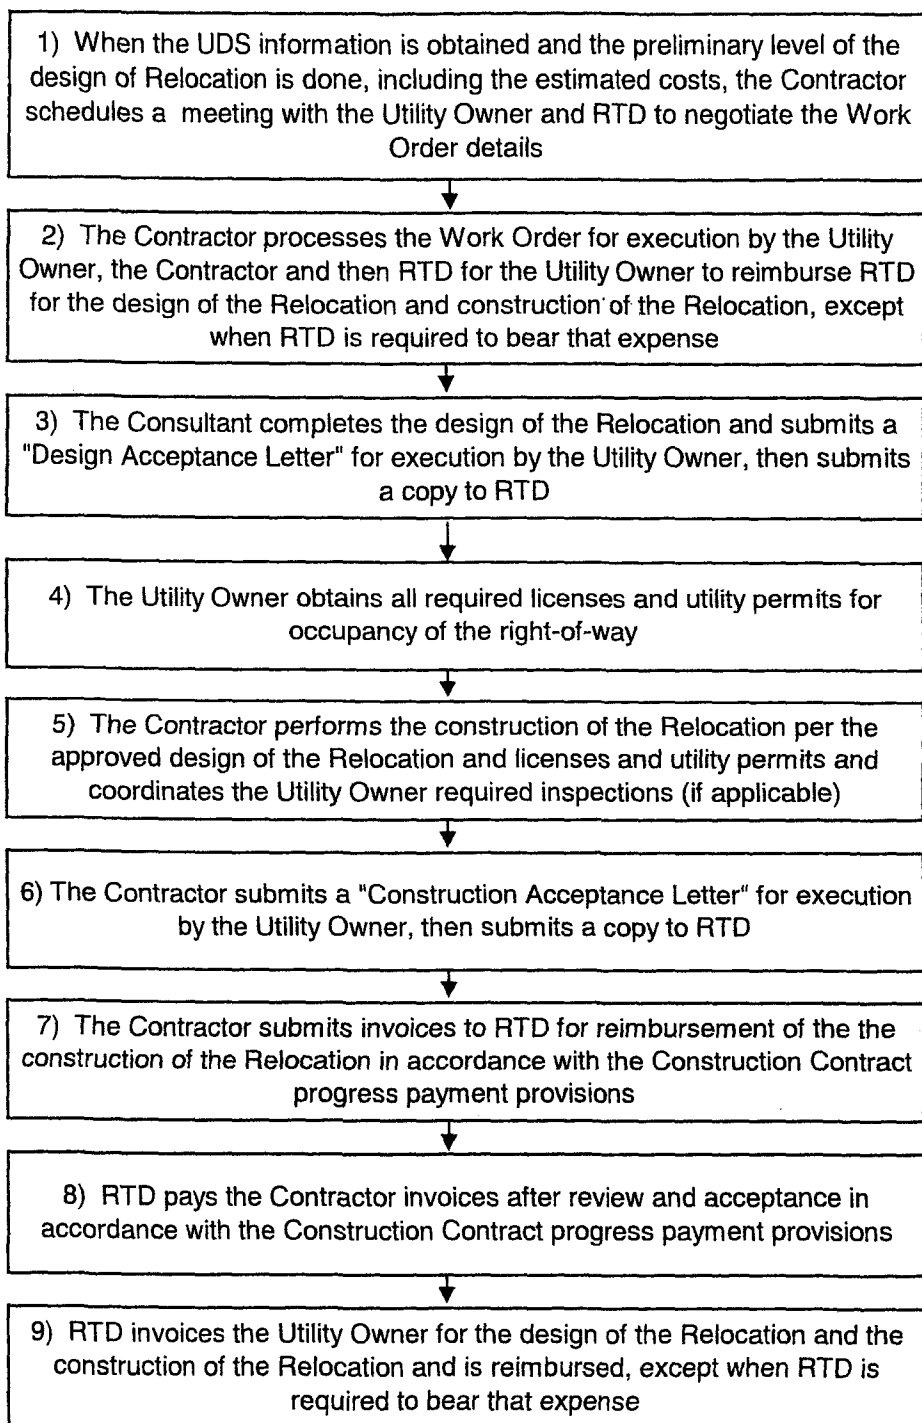 1) When the UDS information is obtained and the preliminary level of the
design of Relocation is done, including the estimated costs, the Contractor
schedules a meeting with the Utility Owner and RTD to negotiate the Work
Order details
2) The Contractor processes the Work Order for execution by the Utility
Owner, the Contractor and then RTD for the Utility Owner to reimburse RTD
for the design of the Relocation and construction of the Relocation, except
when RTD is required to bear that expense
3) The Consultant completes the design of the Relocation and submits a
"Design Acceptance Letter" for execution by the Utility Owner, then submits
a copy to RTD
4) The Utility Owner obtains all required licenses and utility permits for
occupancy of the right-of-way
5) The Contractor performs the construction of the Relocation per the
approved design of the Relocation and licenses and utility permits and
coordinates the Utility Owner required inspections (if applicable)
6) The Contractor submits a "Construction Acceptance Letter" for execution
by the Utility Owner, then submits a copy to RTD
7) The Contractor submits invoices to RTD for reimbursement of the the
construction of the Relocation in accordance with the Construction Contract
progress payment provisions
8) RTD pays the Contractor invoices after review and acceptance in
accordance with the Construction Contract progress payment provisions
9) RTD invoices the Utility Owner for the design of the Relocation and the
construction of the Relocation and is reimbursed, except when RTD is
required to bear that expense